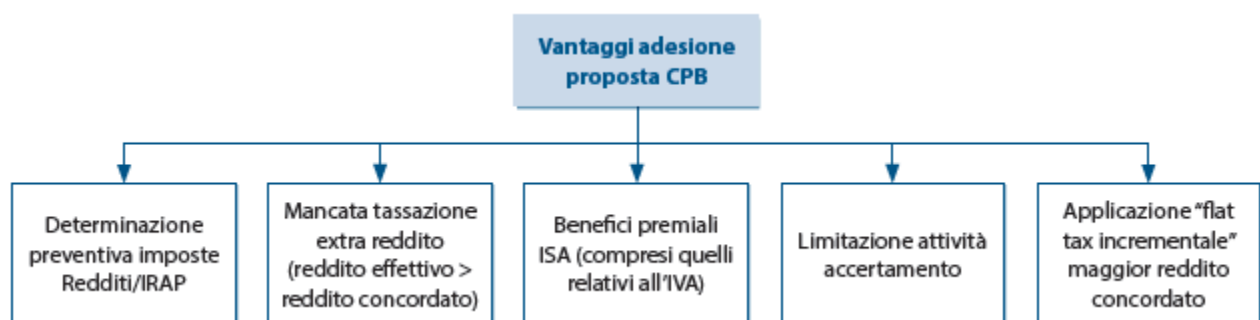 Vantaggi adesione
proposta CPB
Determinazione
preventiva imposte
Redditi/IRAP
Mancata tassazione
extra reddito
(reddito effettivo >
reddito concordato)
Benefici premiali
ISA (compresi quelli
relativi all’IVA)
Limitazione attività
accertamento
Applicazione “flat
tax incrementale”
maggior reddito
concordato